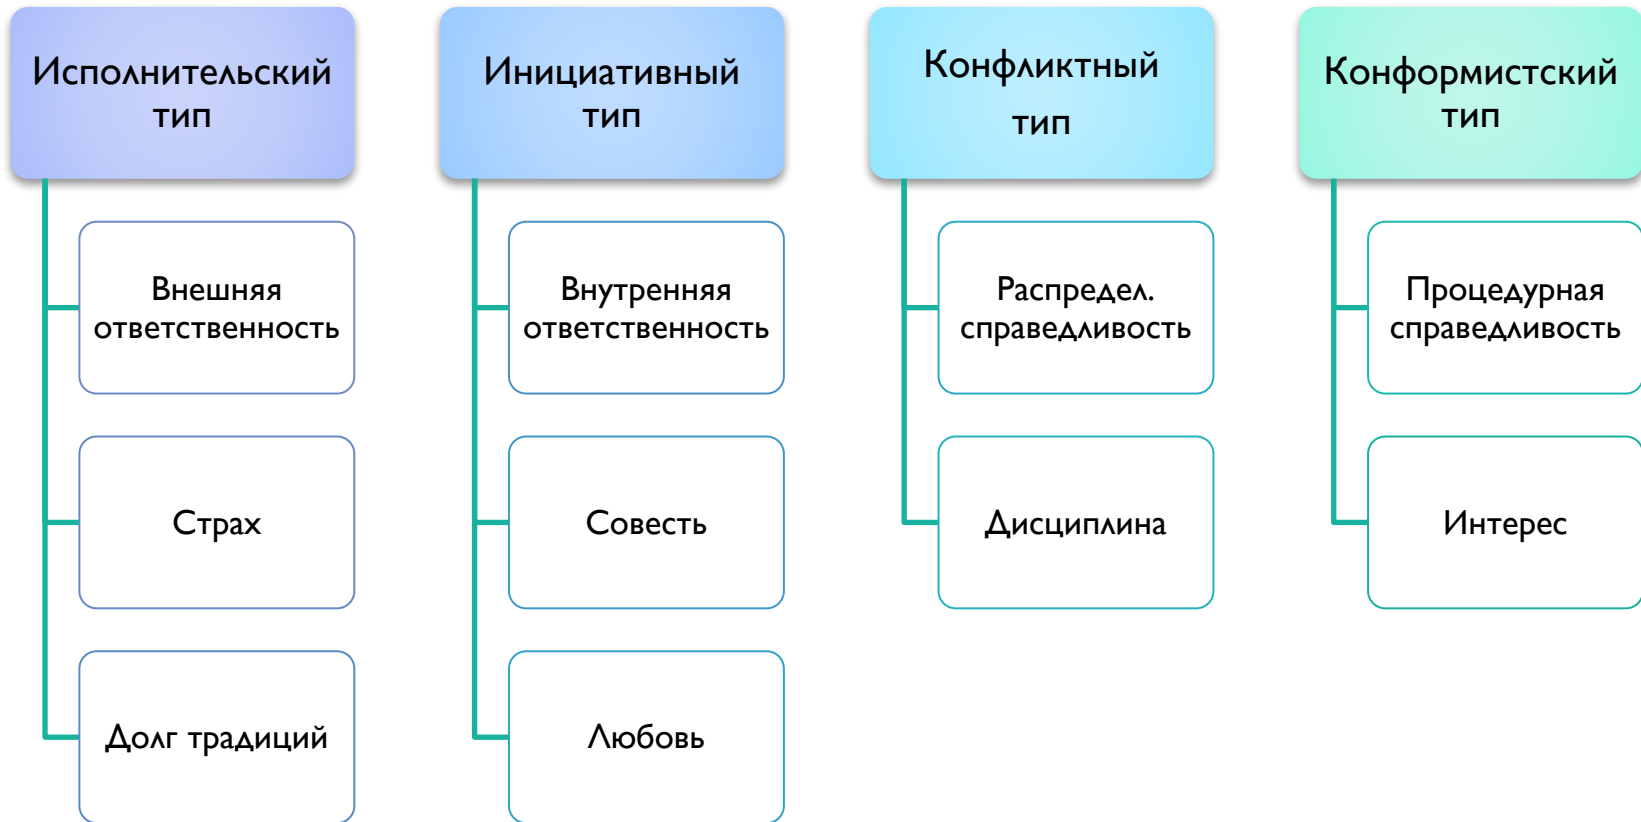 Исполнительский
тип
Внешняя
ответственность
Страх
Долг традиций
Инициативный
тип
Внутренняя
ответственность
Совесть
Любовь
Конфликтный
тип
Распредел.
справедливость
Дисциплина
Конформистский
тип
Процедурная
справедливость
Интерес